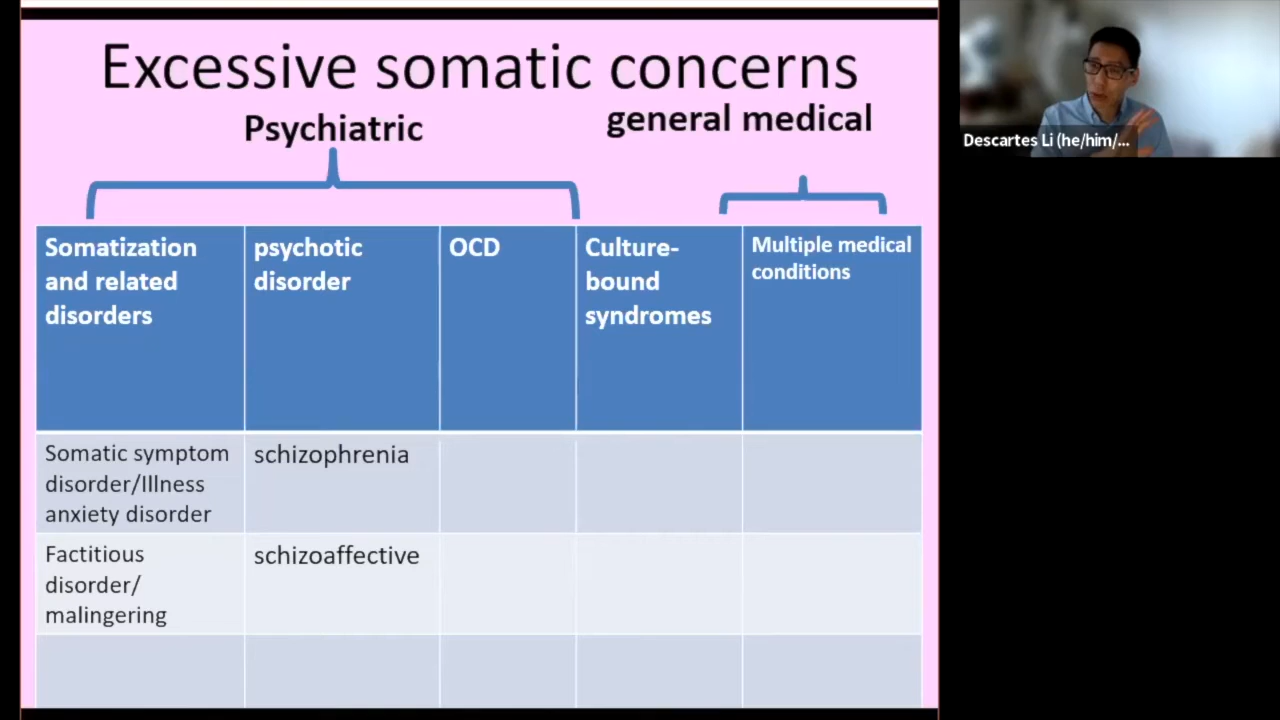 Excessive somatic concerns
Psychiatric
general medical
Descartes Li (he/him/...
Somatization
and related
disorders
psychotic
disorder
OCD
Culture-
bound
syndromes
Multiple medical
conditions
Somatic symptom
disorder/Illness
anxiety disorder
schizophrenia
Factitious
disorder/
malingering
schizoaffective